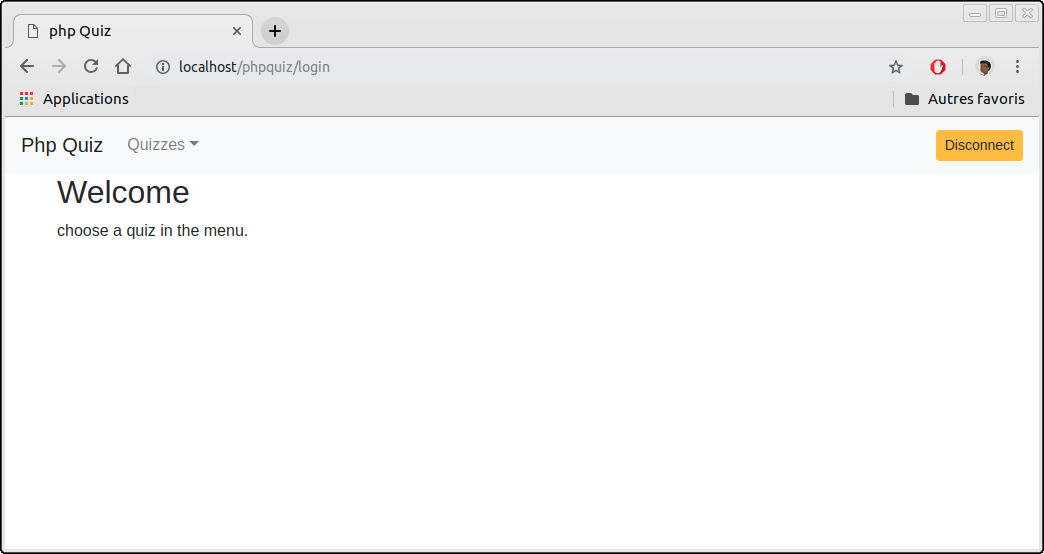 php Quiz
localhost/phpquiz/login
Applications
Autres favoris
Php Quiz
Quizzes
Disconnect
Welcome
choose a quiz in the menu.